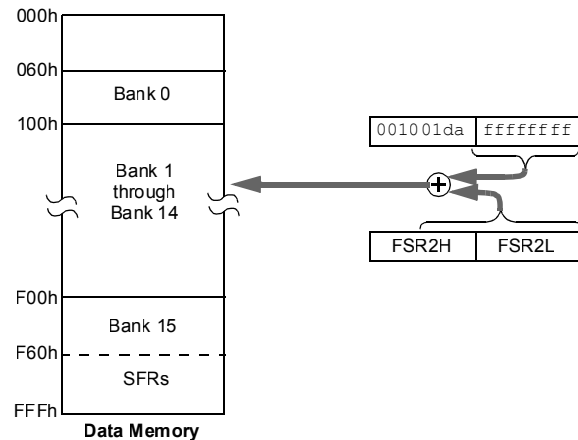 000h
060h
Bank 0
100h
001001da ffffffff
Bank 1
through
Bank 14
FSR2H FSR2L
F00h
Bank 15
F60h
SFRs
FFFh
Data Memory